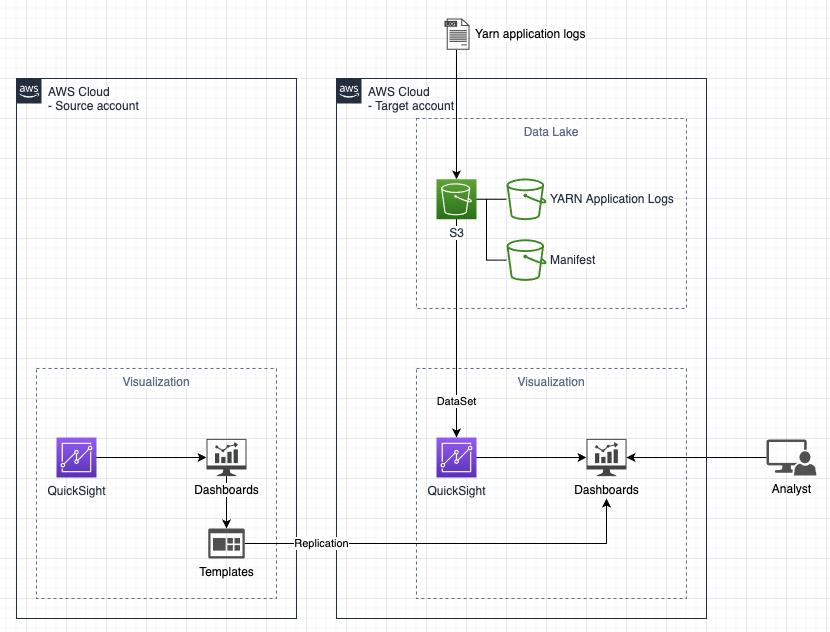 LOG
Yarn application logs
aws
AWS Cloud
- Source account
aws
AWS Cloud
- Target account
Data Lake
S3
YARN Application Logs
Manifest
Visualization
QuickSight
Dashboards
Templates
Replication
Visualization
DataSet
QuickSight
Dashboards
Analyst